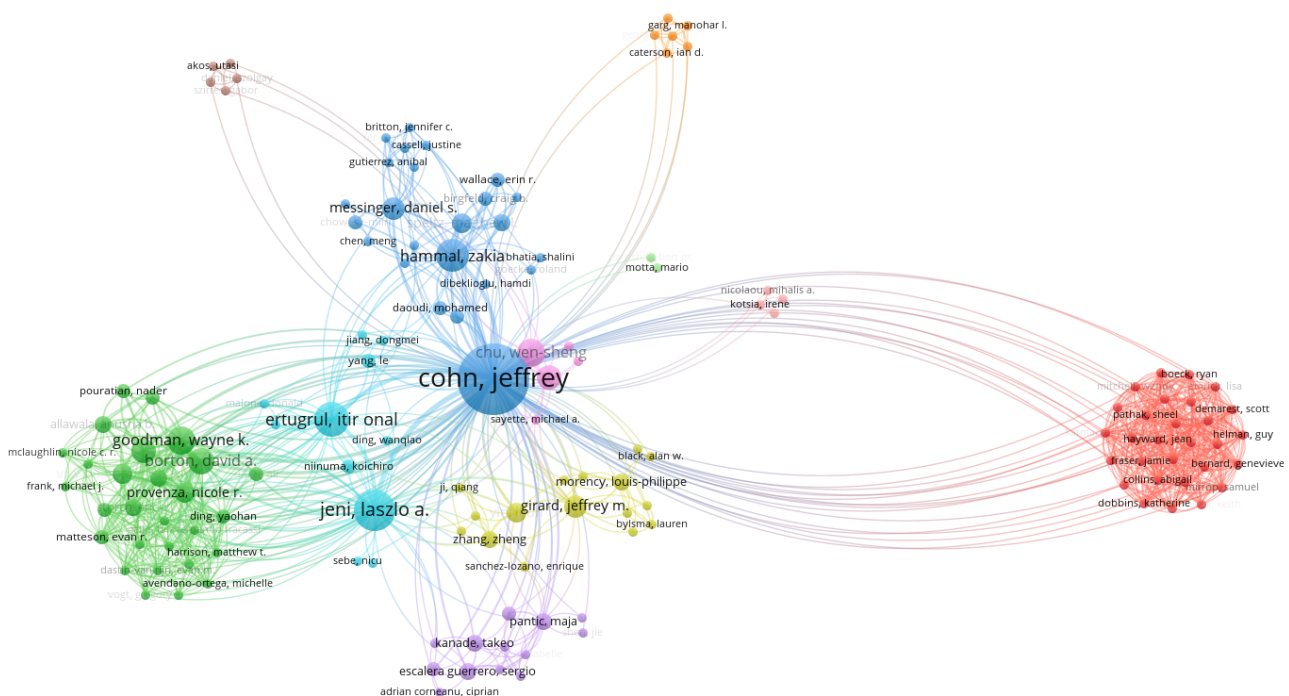 garg, manohar l.
caterson, ian d.
akos, utasi
britton, jennifer c.
cassell, justine
gutierrez, anibal
wallace, erin r.
birgfeld, craig b.
messinger, daniel s.
chen, meng
hammal, zakia
bhatia, shalini
goecke, roland
motta, mario
dibeklioglu, hamdi
nicolaou, mihalis a.
kotsia, irene
daoudi, mohamed
jiang, dongmei
chu, wen-sheng
yang, le
cohn, jeffrey
boeck, ryan
pouratian, nader
demarest, scott
pathak, sheel
ertugrul, itir onal
sayette, michael a.
helman, guy
goodman, wayne k.
ding, wanqiao
hayward, jean
mclaughlin, nicole c. r.
borton, david a.
niinuma, koichiro
black, alan w.
fraser, jamie
bernard, genevieve
collins, abigail
frank, michael j.
provenza, nicole r.
ji, qiang
morency, louis-philippe
dobbins, katherine
jeni, laszlo a.
girard, jeffrey m.
ding, yaohan
bylsma, lauren
matteson, evan r.
zhang, zheng
harrison, matthew t.
sebe, nicu
sanchez-lozano, enrique
avendano-ortega, michelle
pantic, maja
kanade, takeo
escalera guerrero, sergio
adrian corneanu, ciprian